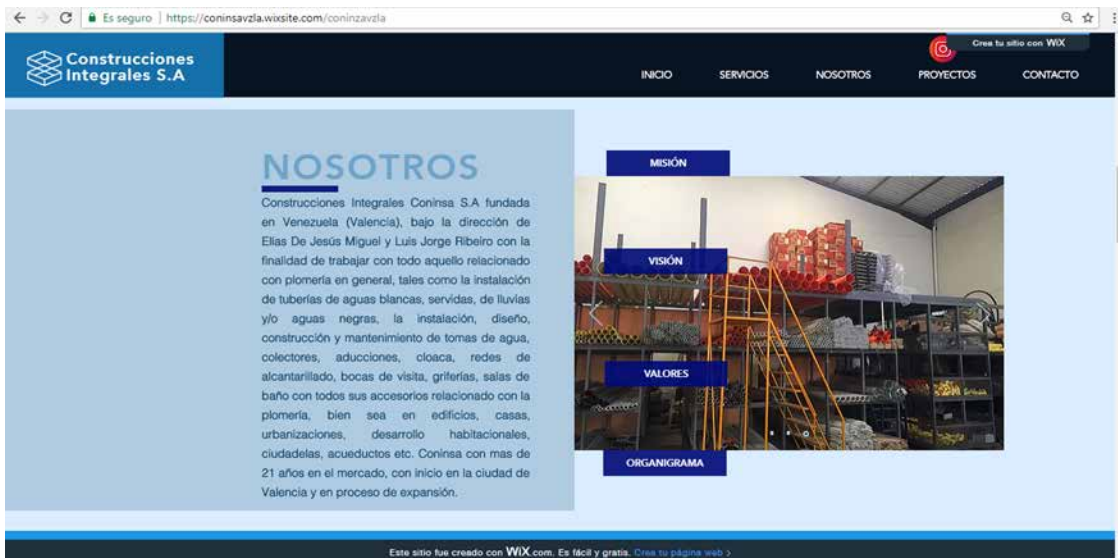 Es seguro | https://coninsavzla.wixsite.com/coninzavzla
Crea tu sitio con WiX
Construcciones
Integrales S.A
INICIO SERVICIOS NOSOTROS PROYECTOS CONTACTO
NOSOTROS
Construcciones Integrales Coninsa S.A fundada
en Venezuela (Valencia), bajo la dirección de
Elias De Jesús Miguel y Luis Jorge Ribeiro con la
finalidad de trabajar con todo aquello relacionado
con plomería en general, tales como la instalación
de tuberías de aguas blancas, servidas, de lluvias
y/o aguas negras, la instalación, diseño,
construcción y mantenimiento de tomas de agua,
colectores, aducciones, cloaca, redes de
alcantarillado, bocas de visita, griferías, salas de
baño con todos sus accesorios relacionado con la
plomería, bien sea en edificios, casas,
urbanizaciones, desarrollo habitacionales,
ciudadelas, acueductos etc. Coninsa con mas de
21 años en el mercado, con inicio en la ciudad de
Valencia y en proceso de expansión.
MISIÓN
VISIÓN
VALORES
ORGANIGRAMA
Este sitio fue creado con WiX.com. Es fácil y gratis. Crea tu página web >